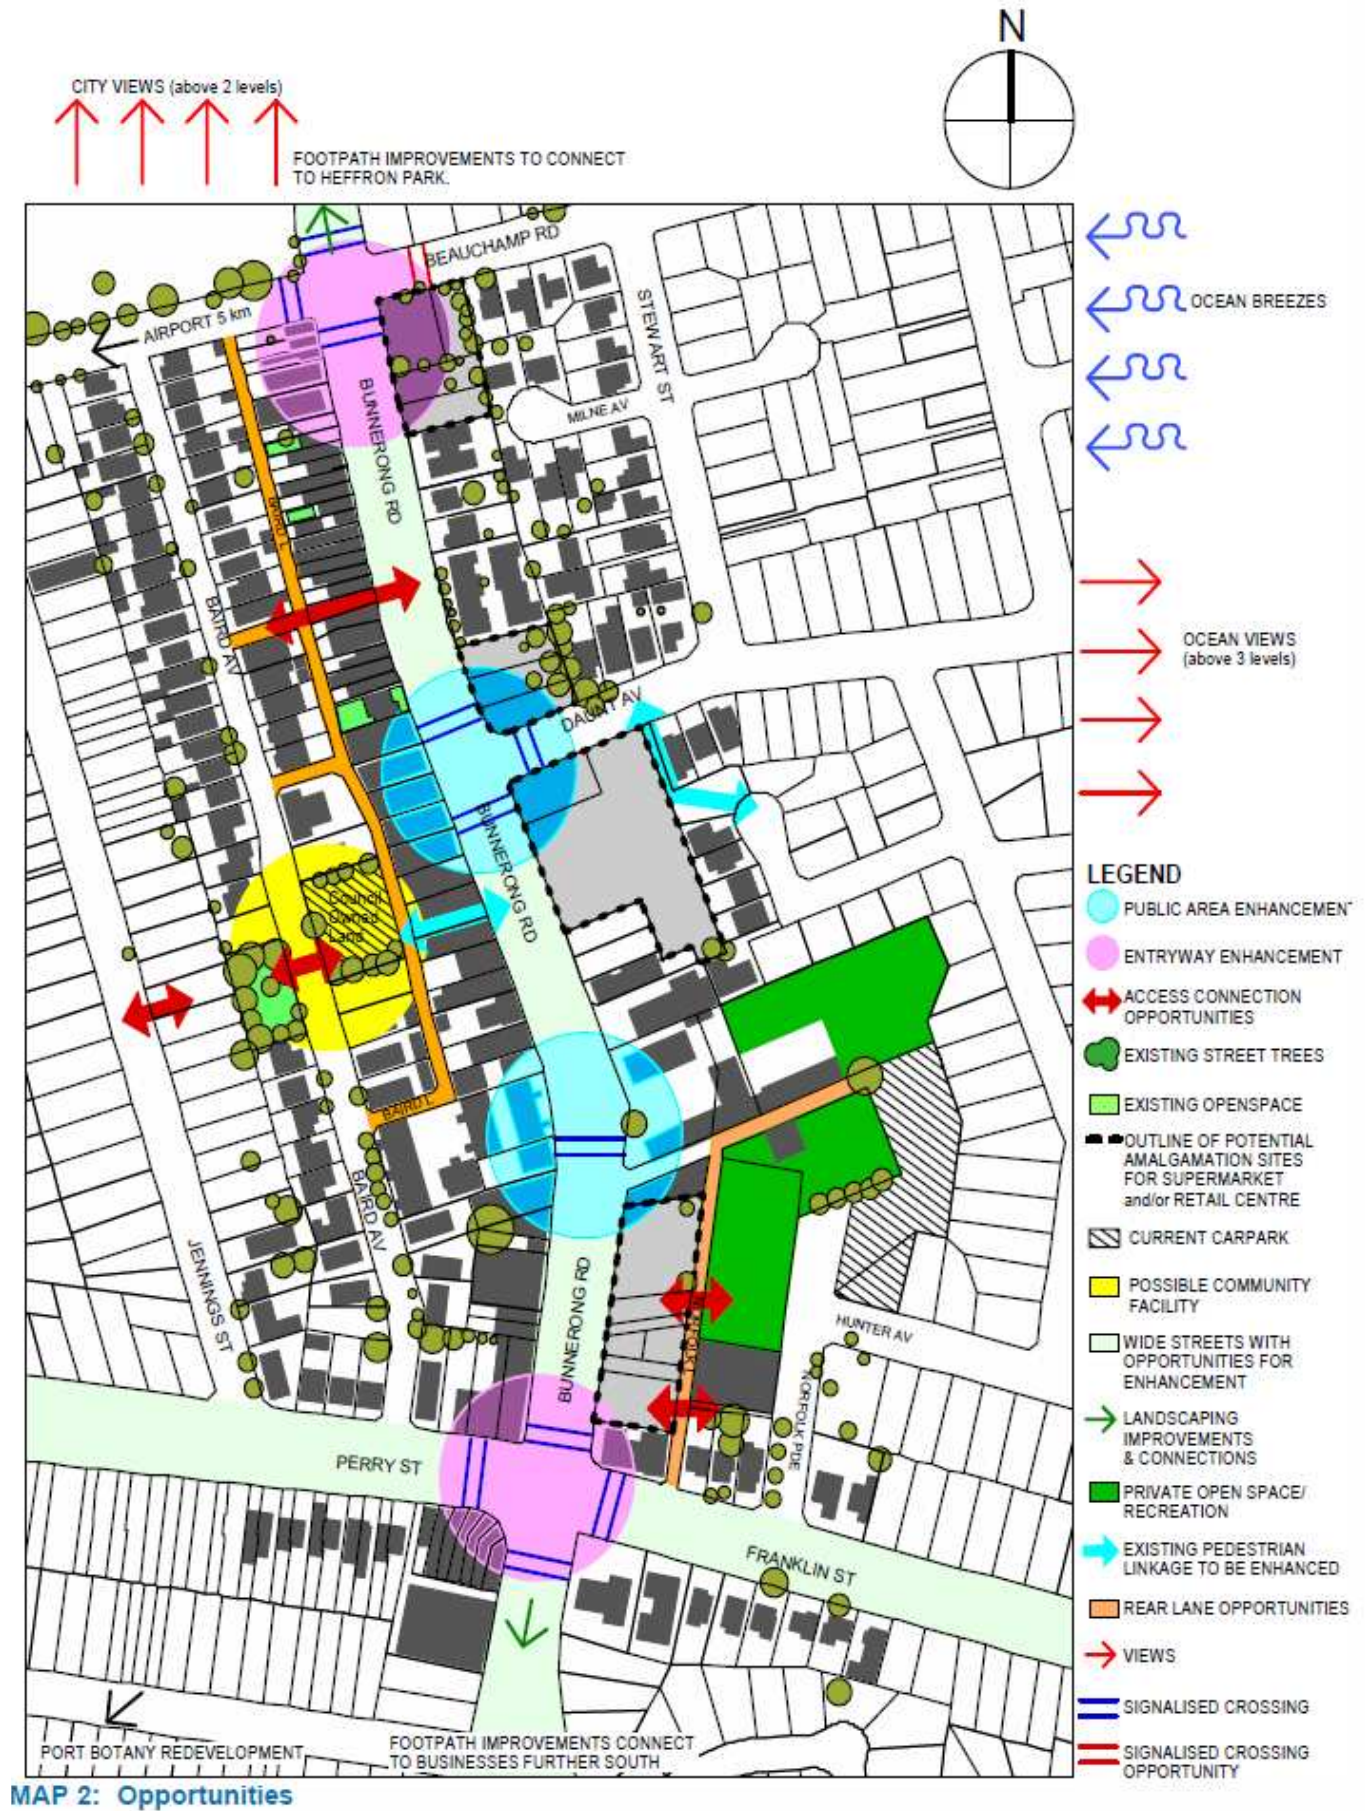 N
CITY VIEWS (above 2 levels)
FOOTPATH IMPROVEMENTS TO CONNECT
TO HEFFRON PARK.
BEAUCHAMP RD
AIRPORT 5 km
STEWART ST
OCEAN BREEZES
BUNNERONG RD
MILNE AV
BAIRD L
BAIRD AV
OCEAN VIEWS
(above 3 levels)
DAUNT AV
BUNNERONG RD
Council
Owned
Land
BAIRD L
BAIRD AV
JENNINGS ST
BUNNERONG RD
HUNTER AV
NORFOLK PDE
PERRY ST
FRANKLIN ST
PORT BOTANY REDEVELOPMENT
FOOTPATH IMPROVEMENTS CONNECT
TO BUSINESSES FURTHER SOUTH
LEGEND
PUBLIC AREA ENHANCEMEN
ENTRYWAY ENHANCEMENT
ACCESS CONNECTION
OPPORTUNITIES
EXISTING STREET TREES
EXISTING OPENSPACE
OUTLINE OF POTENTIAL
AMALGAMATION SITES
FOR SUPERMARKET
and/or RETAIL CENTRE
CURRENT CARPARK
POSSIBLE COMMUNITY
FACILITY
WIDE STREETS WITH
OPPORTUNITIES FOR
ENHANCEMENT
LANDSCAPING
IMPROVEMENTS
& CONNECTIONS
PRIVATE OPEN SPACE/
RECREATION
EXISTING PEDESTRIAN
LINKAGE TO BE ENHANCED
REAR LANE OPPORTUNITIES
VIEWS
SIGNALISED CROSSING
SIGNALISED CROSSING
OPPORTUNITY
MAP 2: Opportunities